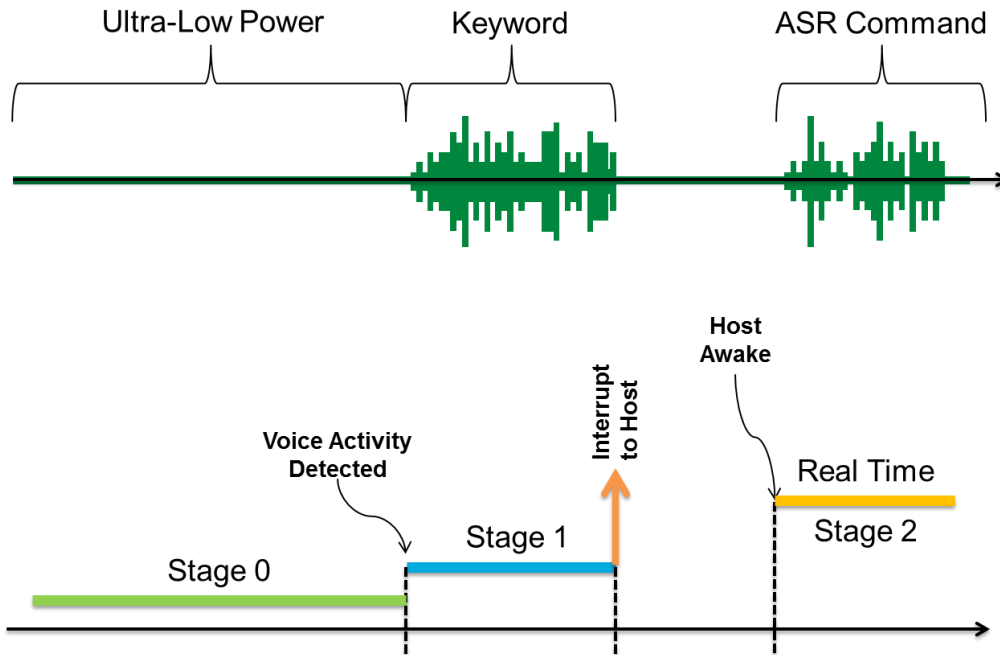 Ultra-Low Power
Keyword
ASR Command
Host
Awake
Interrupt
to Host
Voice Activity
Detected
Real Time
Stage 1
Stage 2
Stage 0